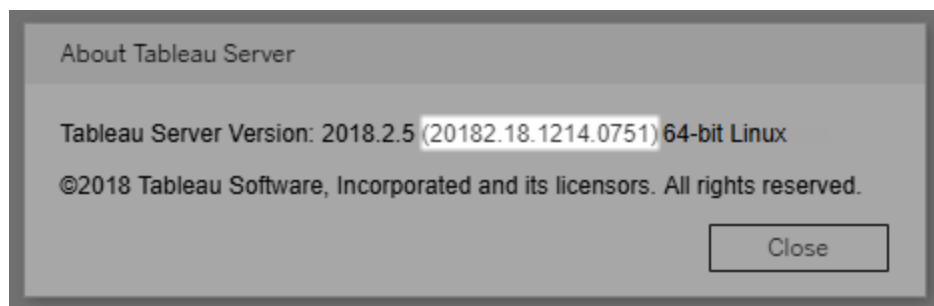 About Tableau Server
Tableau Server Version: 2018.2.5 (20182.18.1214.0751) 64-bit Linux
©2018 Tableau Software, Incorporated and its licensors. All rights reserved.
Close